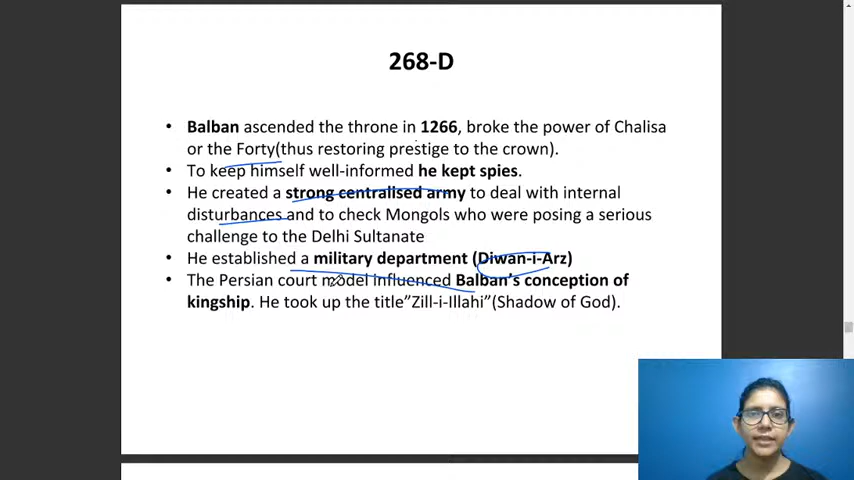 268-D
• Balban ascended the throne in 1266, broke the power of Chalisa
or the Forty(thus restoring prestige to the crown).
• To keep himself well-informed he kept spies.
• He created a strong centralised army to deal with internal
disturbances and to check Mongols who were posing a serious
challenge to the Delhi Sultanate
• He established a military department (Diwan-i-Arz)
• The Persian court model influenced Balban's conception of
kingship. He took up the title”Zill-i-Illahi”(Shadow of God).